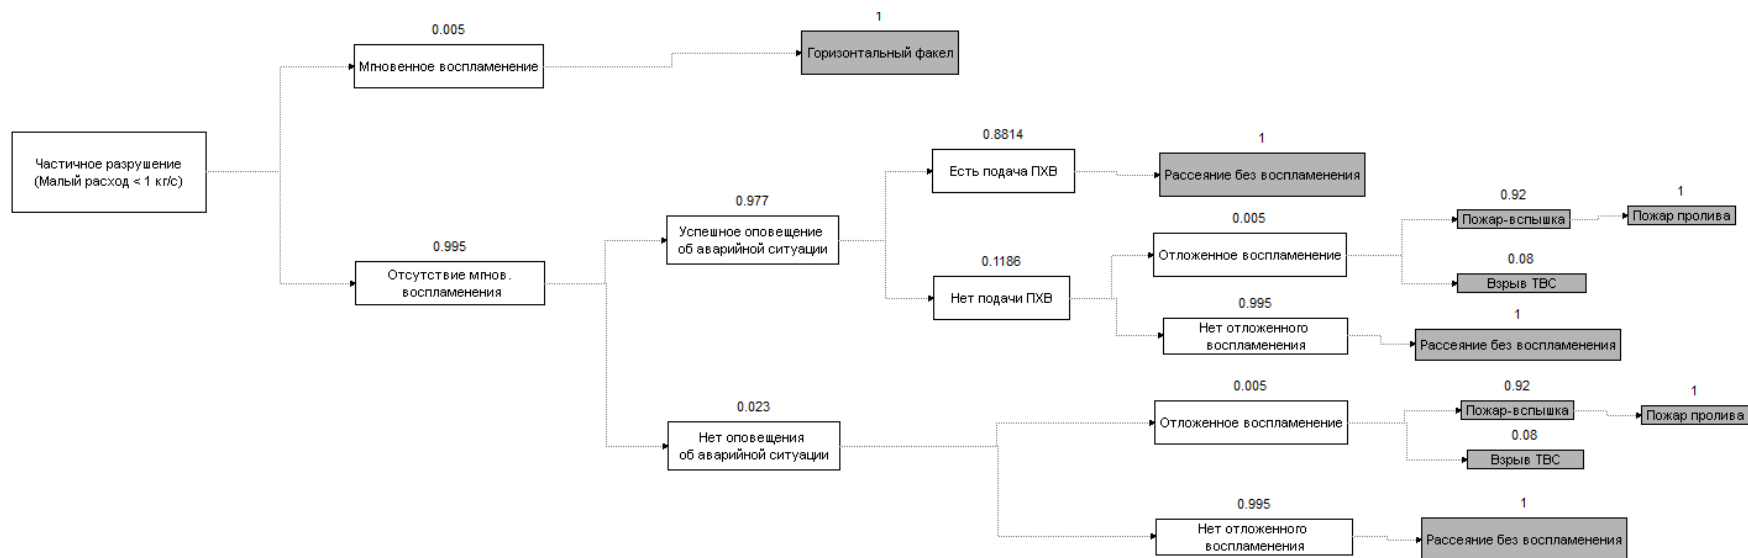 0.005
Мгновенное воспламенение
1
Горизонтальный факел
Частичное разрушение
(Малый расход < 1 кг/с)
0.995
Отсутствие мгнов.
воспламенения
0.977
Успешное оповещение
об аварийной ситуации
0.8814
Есть подача ПХВ
1
Рассеяние без воспламенения
0.1186
Нет подачи ПХВ
0.005
Отложенное воспламенение
0.92
Пожар-вспышка
1
Пожар пролива
0.08
Взрыв ТВС
0.995
Нет отложенного
воспламенения
1
Рассеяние без воспламенения
0.023
Нет оповещения
об аварийной ситуации
0.005
Отложенное воспламенение
0.92
Пожар-вспышка
1
Пожар пролива
0.08
Взрыв ТВС
0.995
Нет отложенного
воспламенения
1
Рассеяние без воспламенения